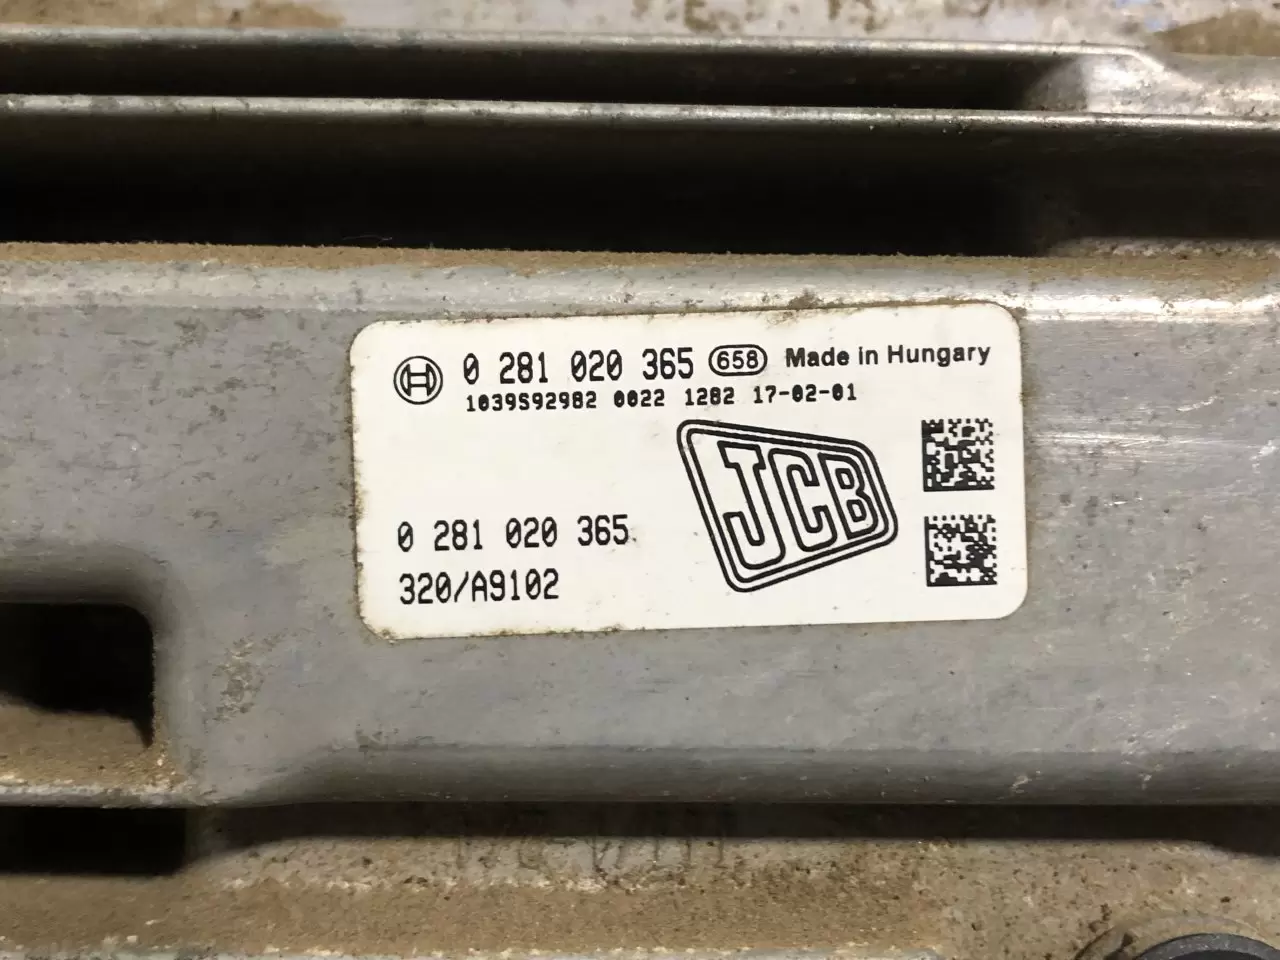 0 281 020 365 658 Made in Hungary
1039S92982 0022 1282 17-02-01
JCB
0 281 020 365
320/A9102